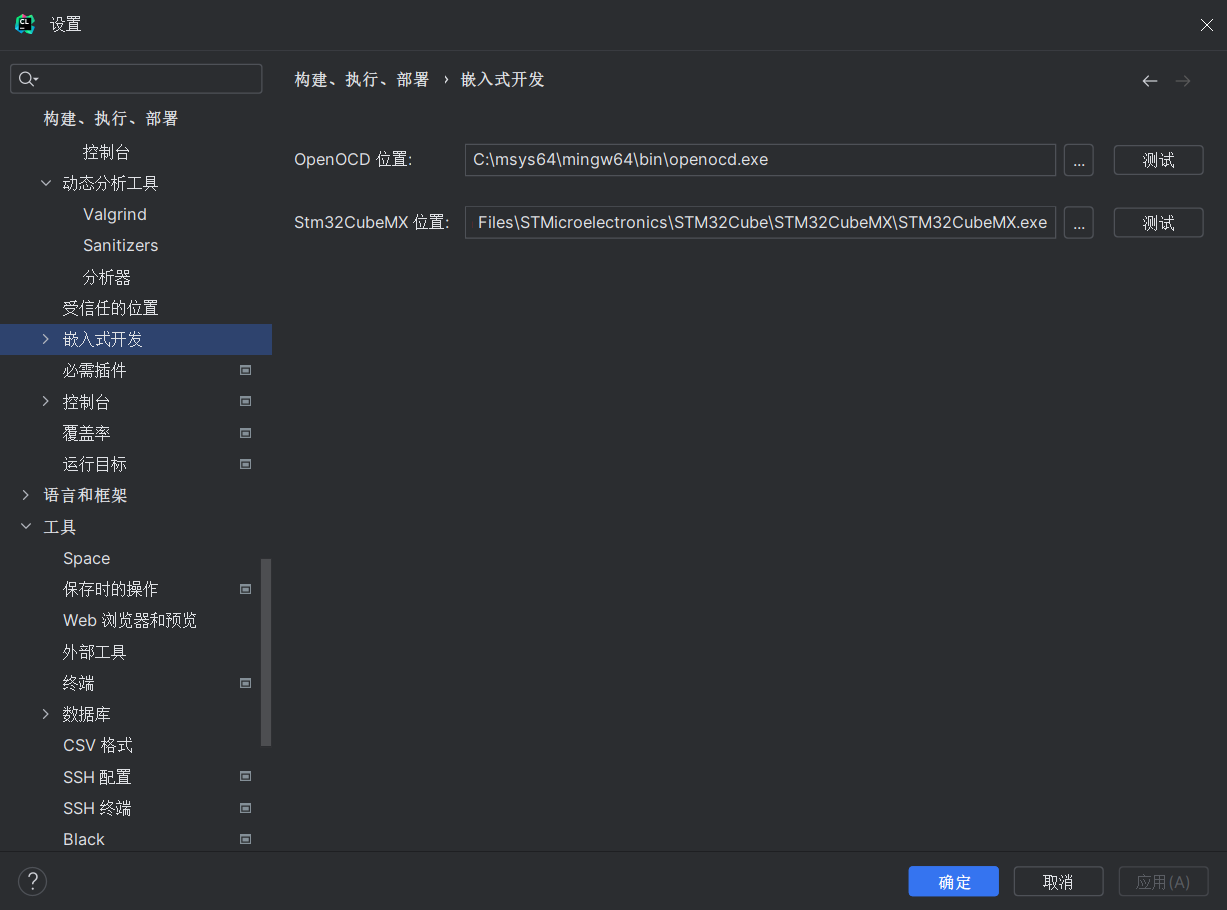 设置
构建、执行、部署
控制台
动态分析工具
Valgrind
Sanitizers
分析器
受信任的位置
嵌入式开发
必需插件
控制台
覆盖率
运行目标
语言和框架
工具
Space
保存时的操作
Web 浏览器和预览
外部工具
终端
数据库
CSV 格式
SSH 配置
SSH 终端
Black
构建、执行、部署 › 嵌入式开发
OpenOCD 位置: C:\msys64\mingw64\bin\openocd.exe ... 测试
Stm32CubeMX 位置: Files\STMicroelectronics\STM32Cube\STM32CubeMX\STM32CubeMX.exe ... 测试
? 确定 取消 应用(A)